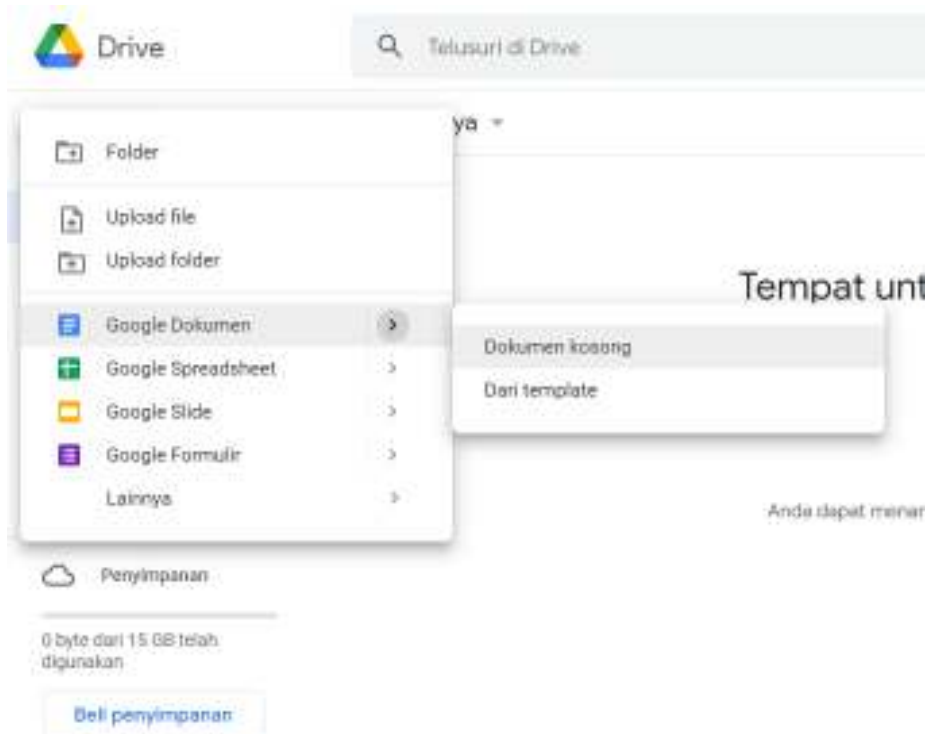 Drive
Telusuri di Drive
ya
Folder
Upload file
Upload folder
Tempat unt
Google Dokumen
Dokumen kosong
Google Spreadsheet
Dari template
Google Slide
Google Formulir
Lainnya
Anda dapat menar
Penyimpanan
0 byte dari 15 GB telah
digunakan
Beli penyimpanan